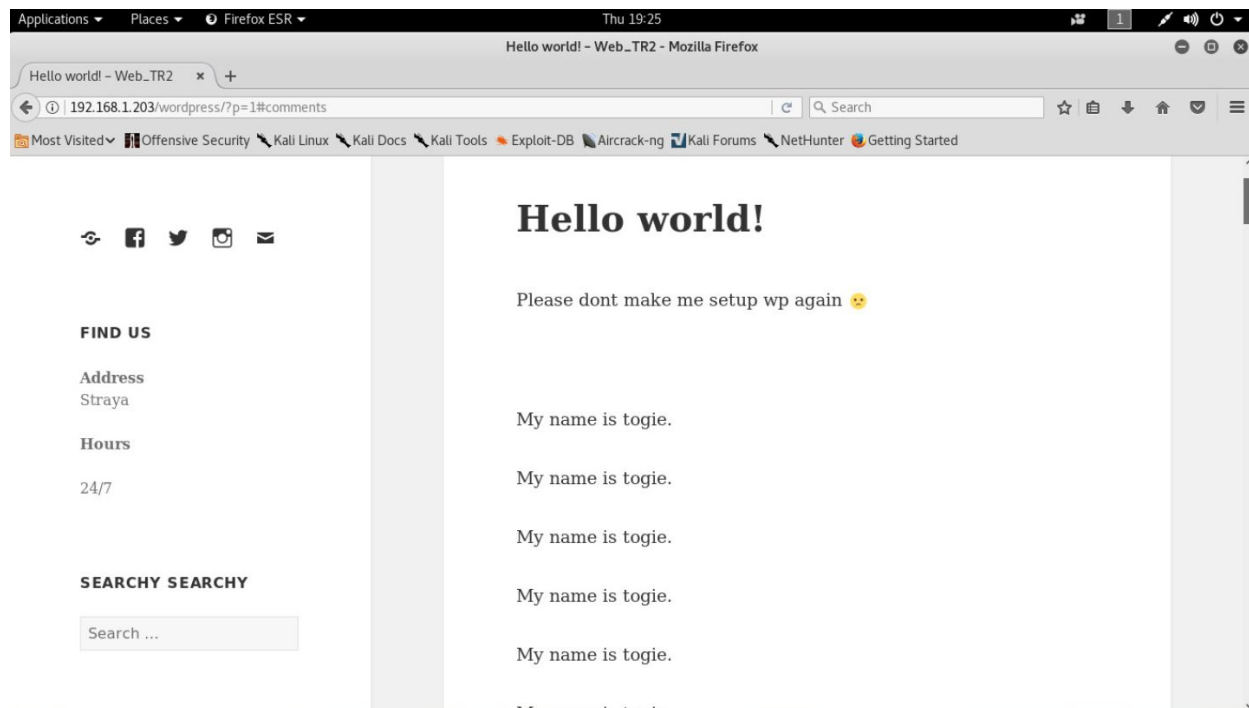 Applications Places Firefox ESR Thu 19:25 1
Hello world! – Web_TR2 - Mozilla Firefox
Hello world! – Web_TR2
192.168.1.203/wordpress/?p=1#comments Search
Most Visited Offensive Security Kali Linux Kali Docs Kali Tools Exploit-DB Aircrack-ng Kali Forums NetHunter Getting Started
FIND US
Address
Straya
Hours
24/7
SEARCHY SEARCHY
Search ...
Hello world!
Please dont make me setup wp again
My name is togie.
My name is togie.
My name is togie.
My name is togie.
My name is togie.